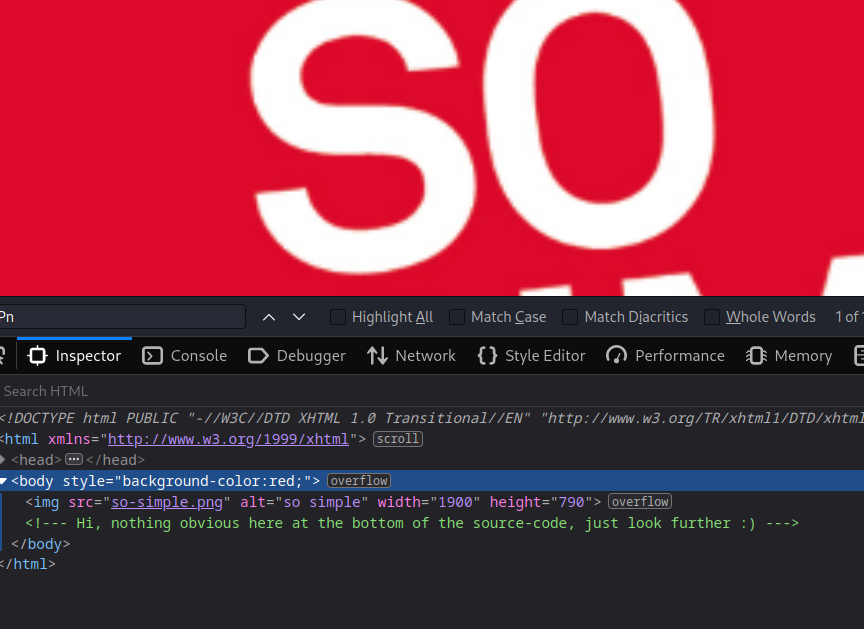 SO
Pn
Highlight All Match Case Match Diacritics Whole Words 1 of
Inspector Console Debugger Network Style Editor Performance Memory
Search HTML
<!DOCTYPE html PUBLIC "-//W3C//DTD XHTML 1.0 Transitional//EN" "http://www.w3.org/TR/xhtml1/DTD/xhtml
<html xmlns="http://www.w3.org/1999/xhtml"> scroll
<head> ··· </head>
<body style="background-color:red;"> overflow
<img src="so-simple.png" alt="so simple" width="1900" height="790"> overflow
<!--- Hi, nothing obvious here at the bottom of the source-code, just look further :) --->
</body>
</html>